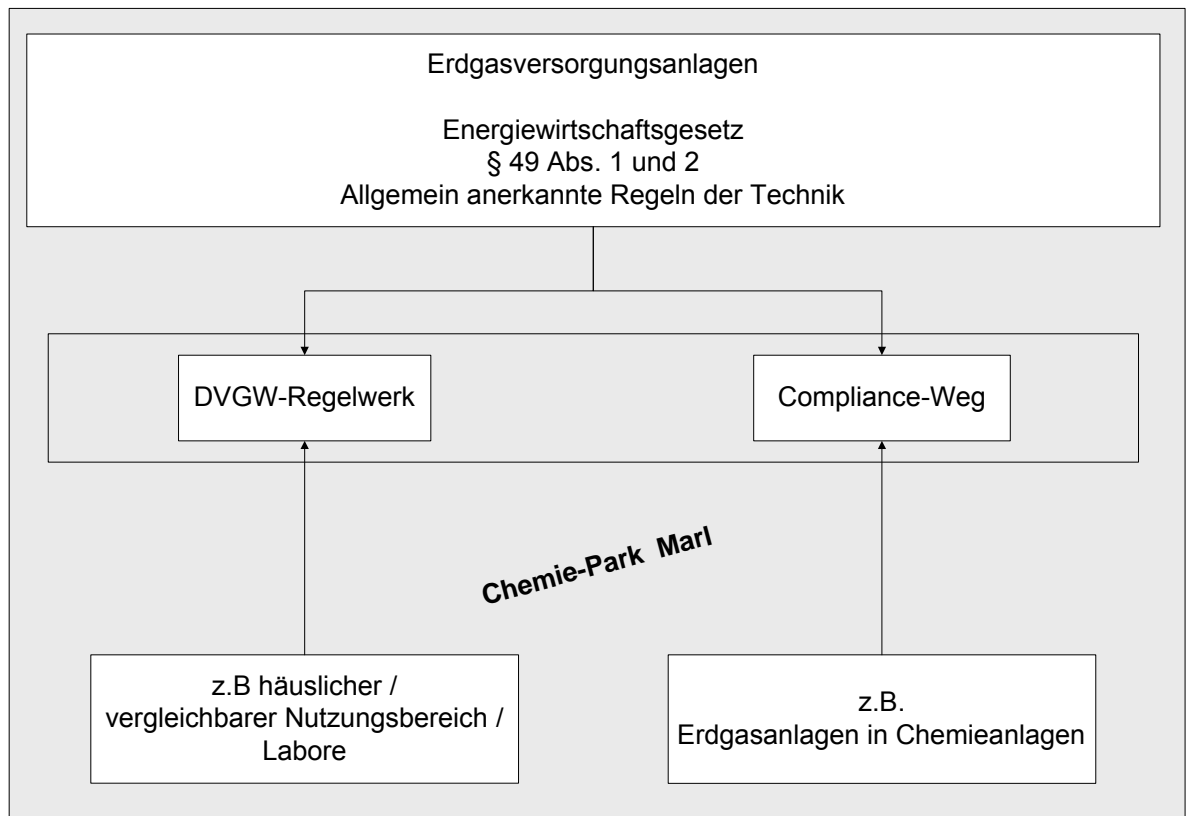 Erdgasversorgungsanlagen
Energiewirtschaftsgesetz
§ 49 Abs. 1 und 2
Allgemein anerkannte Regeln der Technik
DVGW-Regelwerk
Compliance-Weg
Chemie-Park Marl
z.B häuslicher /
vergleichbarer Nutzungsbereich /
Labore
z.B.
Erdgasanlagen in Chemieanlagen